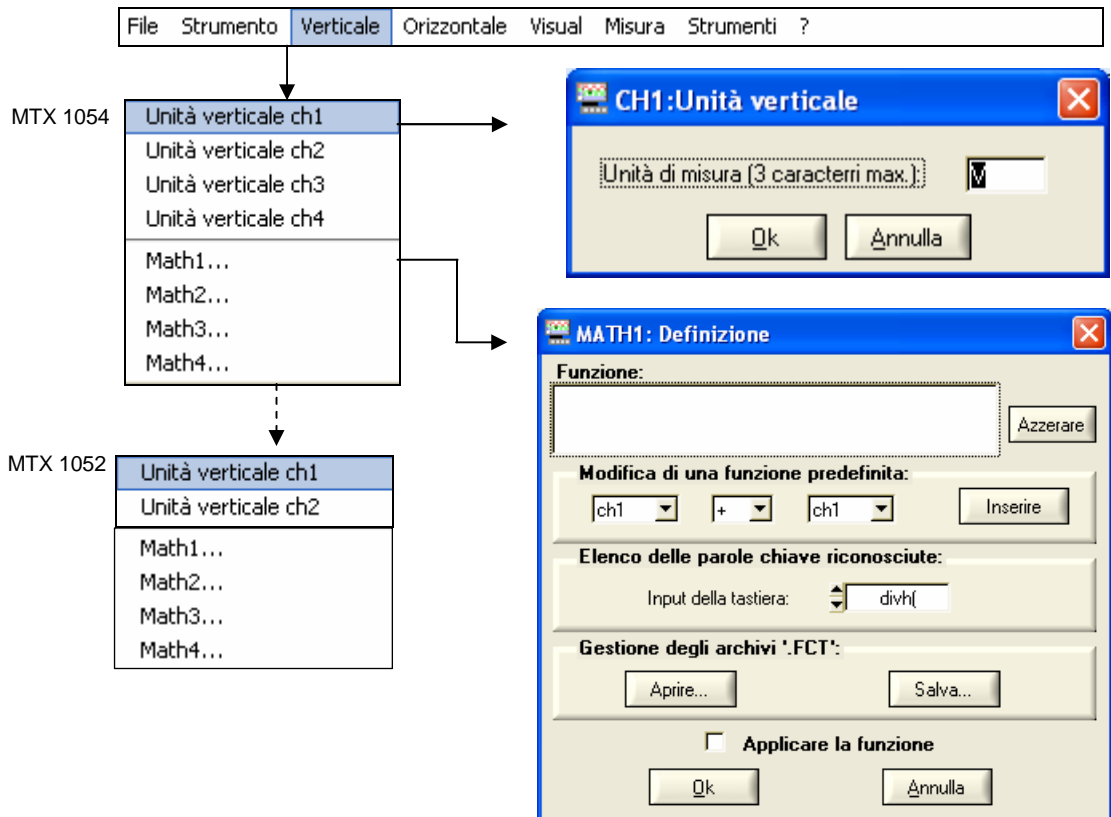 File Strumento Verticale Orizzontale Visual Misura Strumenti ?
MTX 1054
Unità verticale ch1
Unità verticale ch2
Unità verticale ch3
Unità verticale ch4
Math1...
Math2...
Math3...
Math4...
CH1:Unità verticale
Unità di misura (3 caracterri max.): V
Ok Annulla
MTX 1052
Unità verticale ch1
Unità verticale ch2
Math1...
Math2...
Math3...
Math4...
MATH1: Definizione
Funzione:
Azzerare
Modifica di una funzione predefinita:
ch1 + ch1 Inserire
Elenco delle parole chiave riconosciute:
Input della tastiera: divh(
Gestione degli archivi '.FCT':
Aprire... Salva...
Applicare la funzione
Ok Annulla